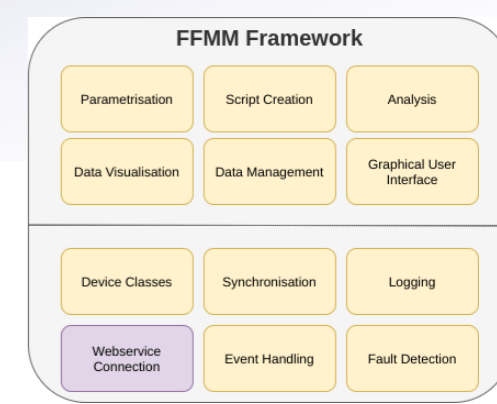 FFMM Framework
Parametrisation
Script Creation
Analysis
Data Visualisation
Data Management
Graphical User
Interface
Device Classes
Synchronisation
Logging
Webservice
Connection
Event Handling
Fault Detection